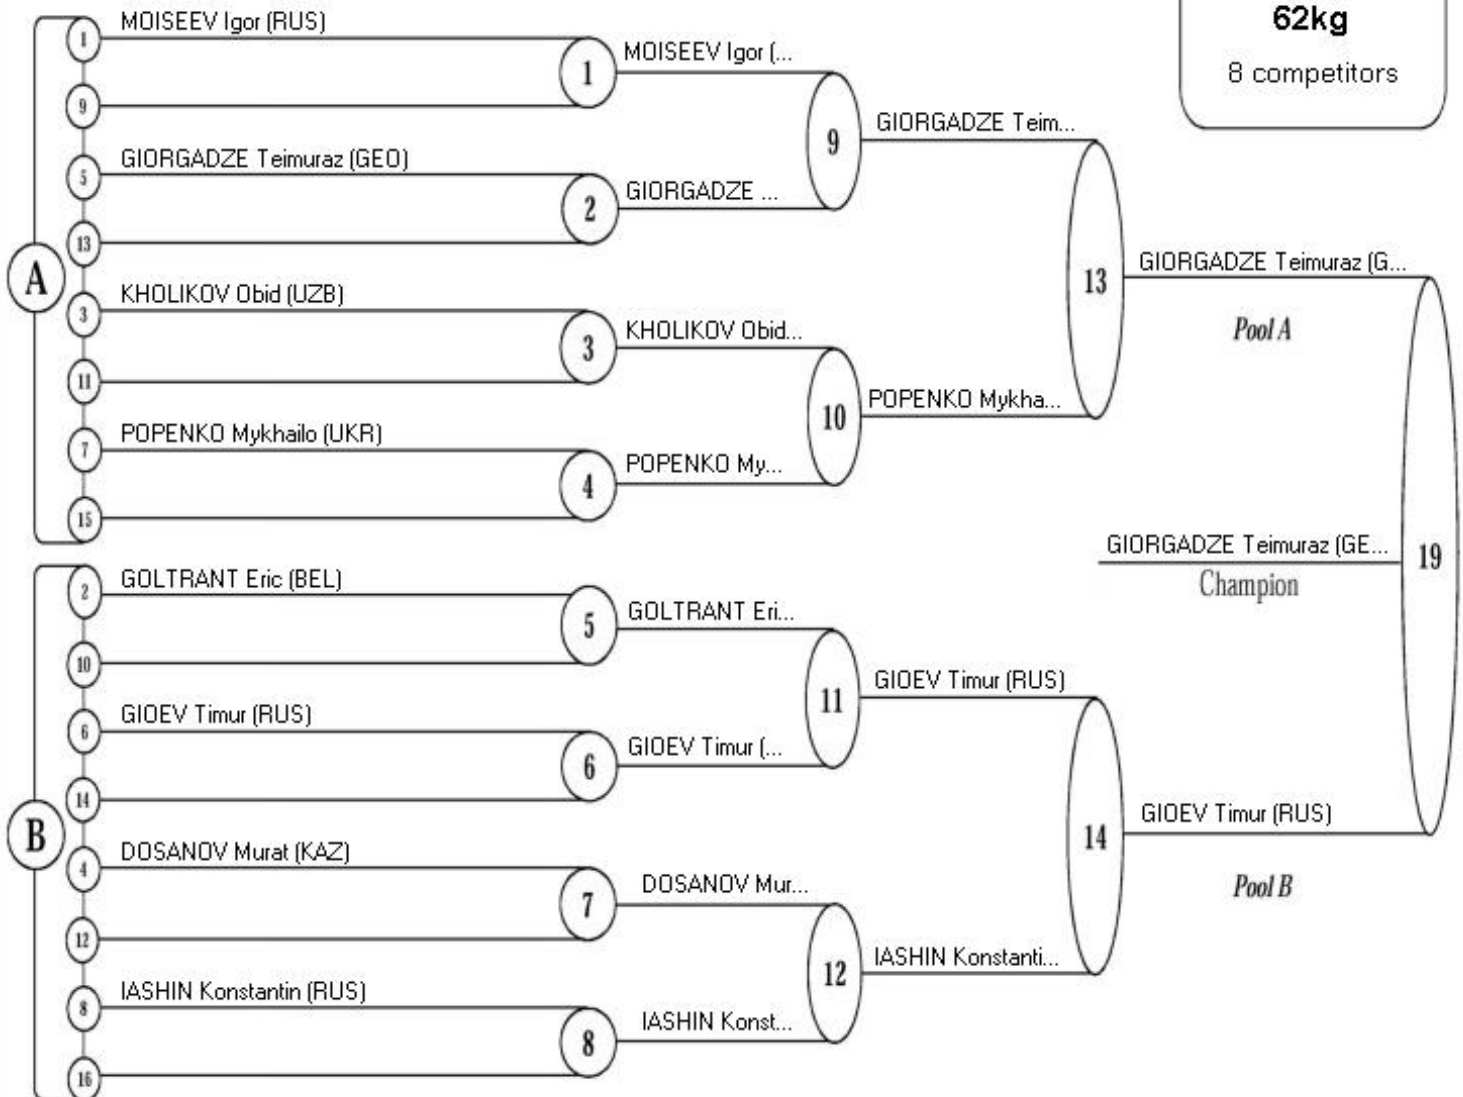 62kg
8 competitors
A
1
MOISEEV Igor (RUS)
9
1
MOISEEV Igor (...
5
GIORGADZE Teimuraz (GEO)
13
2
GIORGADZE ...
9
GIORGADZE Teim...
3
KHOLIKOV Obid (UZB)
11
3
KHOLIKOV Obid...
7
POPENKO Mykhailo (UKR)
15
4
POPENKO My...
10
POPENKO Mykha...
13
GIORGADZE Teimuraz (G...
Pool A
B
2
GOLTRANT Eric (BEL)
10
5
GOLTRANT Eri...
6
GIOEV Timur (RUS)
14
6
GIOEV Timur (...
11
GIOEV Timur (RUS)
4
DOSANOV Murat (KAZ)
12
7
DOSANOV Mur...
8
IASHIN Konstantin (RUS)
16
8
IASHIN Konst...
12
IASHIN Konstanti...
14
GIOEV Timur (RUS)
Pool B
19
GIORGADZE Teimuraz (GE...
Champion